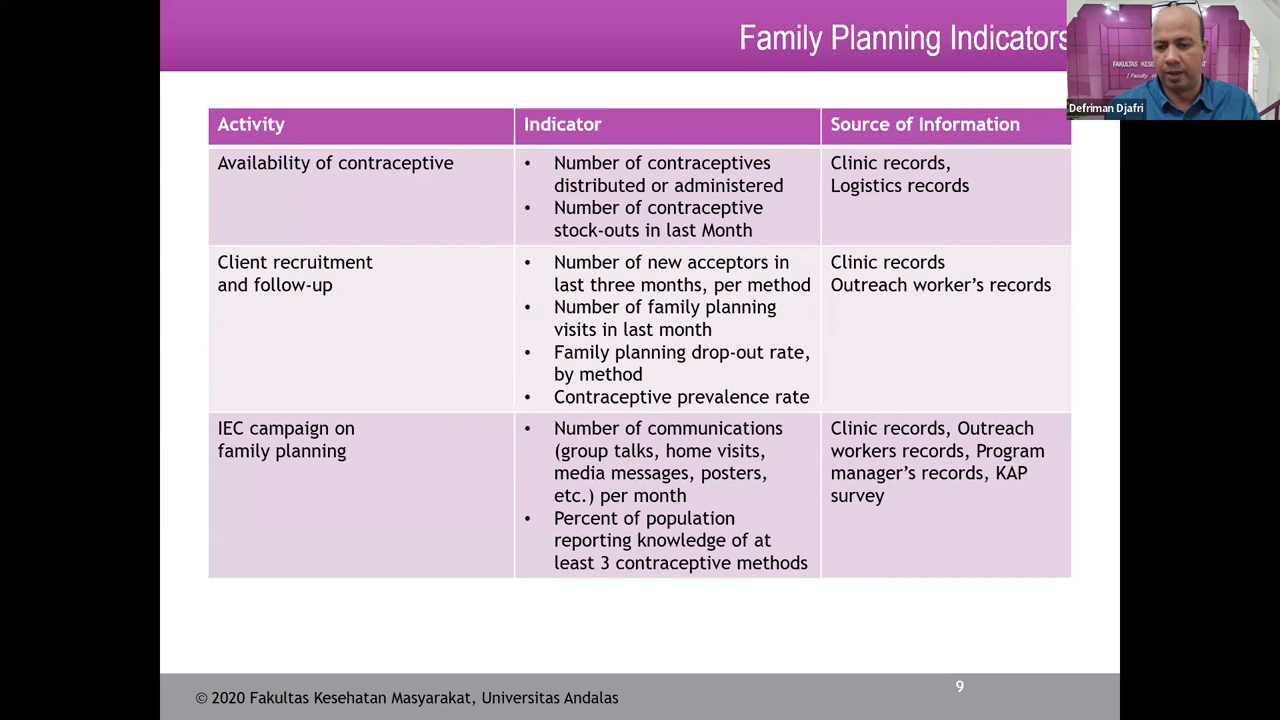 Family Planning Indicators
FAKULTAS KESE
Defriman Djafri
Activity
Indicator
Source of Information
Availability of contraceptive
• Number of contraceptives
distributed or administered
• Number of contraceptive
stock-outs in last Month
Clinic records,
Logistics records
Client recruitment
and follow-up
• Number of new acceptors in
last three months, per method
• Number of family planning
visits in last month
• Family planning drop-out rate,
by method
• Contraceptive prevalence rate
Clinic records
Outreach worker’s records
IEC campaign on
family planning
• Number of communications
(group talks, home visits,
media messages, posters,
etc.) per month
• Percent of population
reporting knowledge of at
least 3 contraceptive methods
Clinic records, Outreach
workers records, Program
manager’s records, KAP
survey
© 2020 Fakultas Kesehatan Masyarakat, Universitas Andalas
9